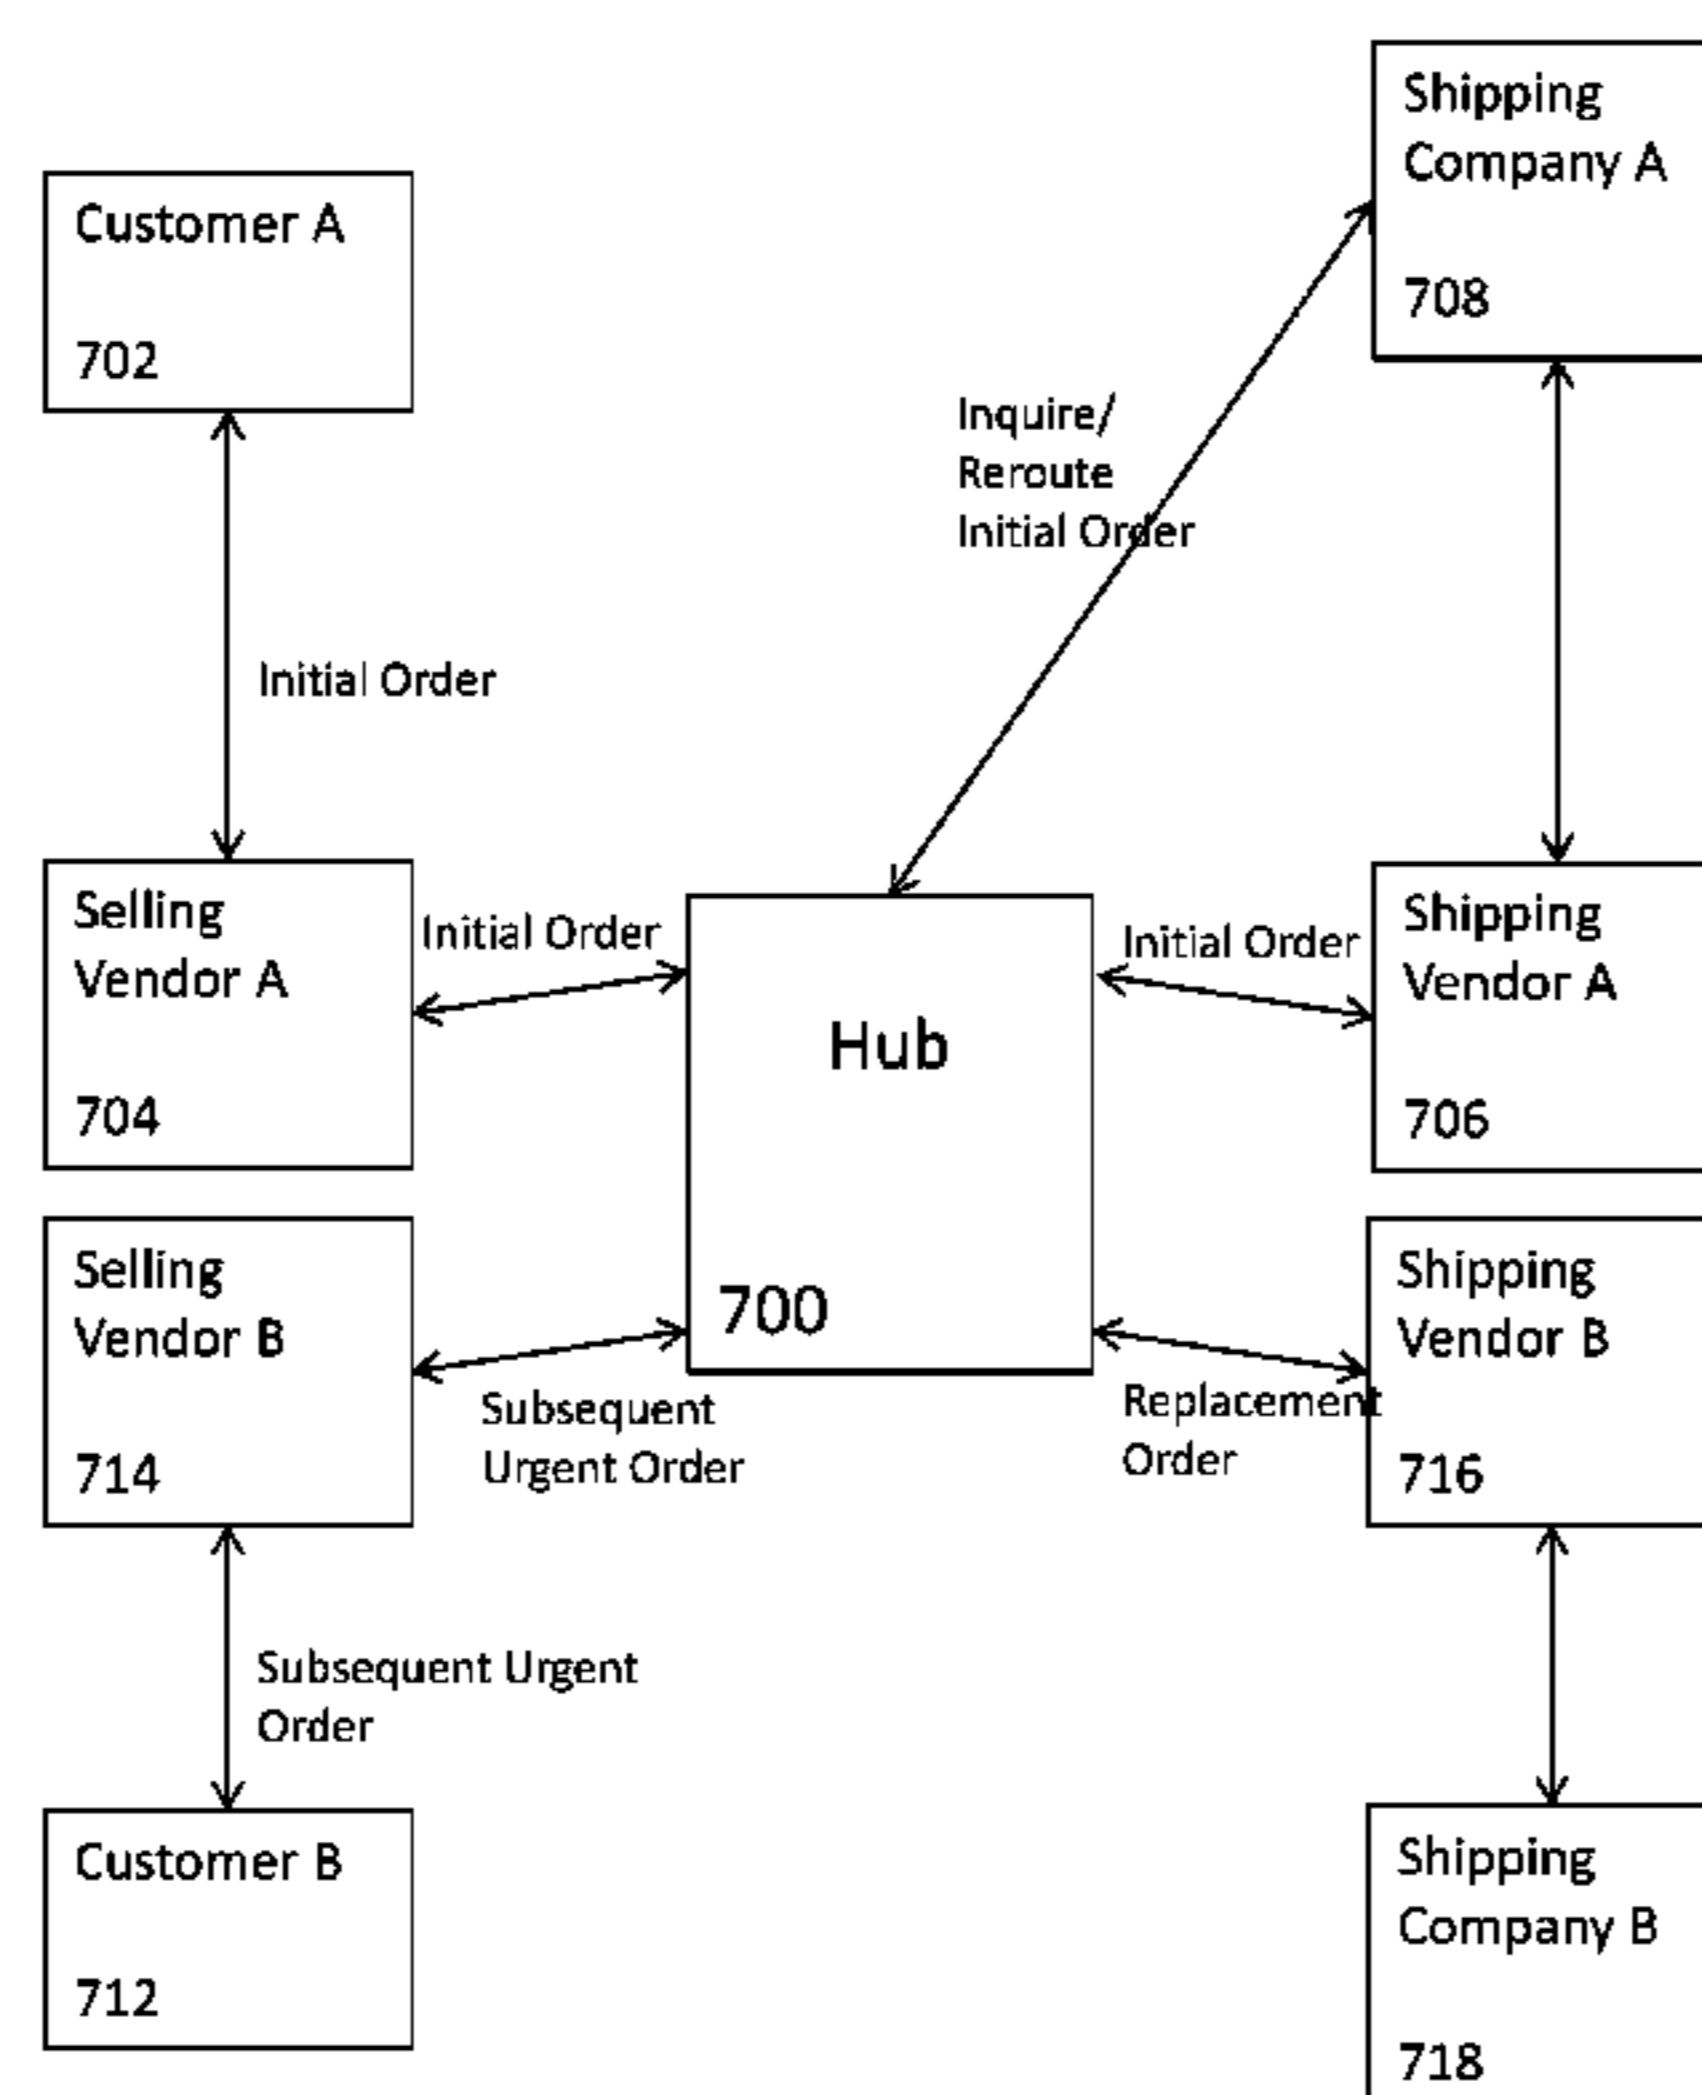 Shipping
Company A
708
Customer A
702
Inquire/
Reroute
Initial Order
Initial Order
Selling
Vendor A
704
Initial Order
Hub
700
Initial Order
Shipping
Vendor A
706
Selling
Vendor B
714
Subsequent
Urgent Order
Replacement
Order
Shipping
Vendor B
716
Subsequent Urgent
Order
Customer B
712
Shipping
Company B
718